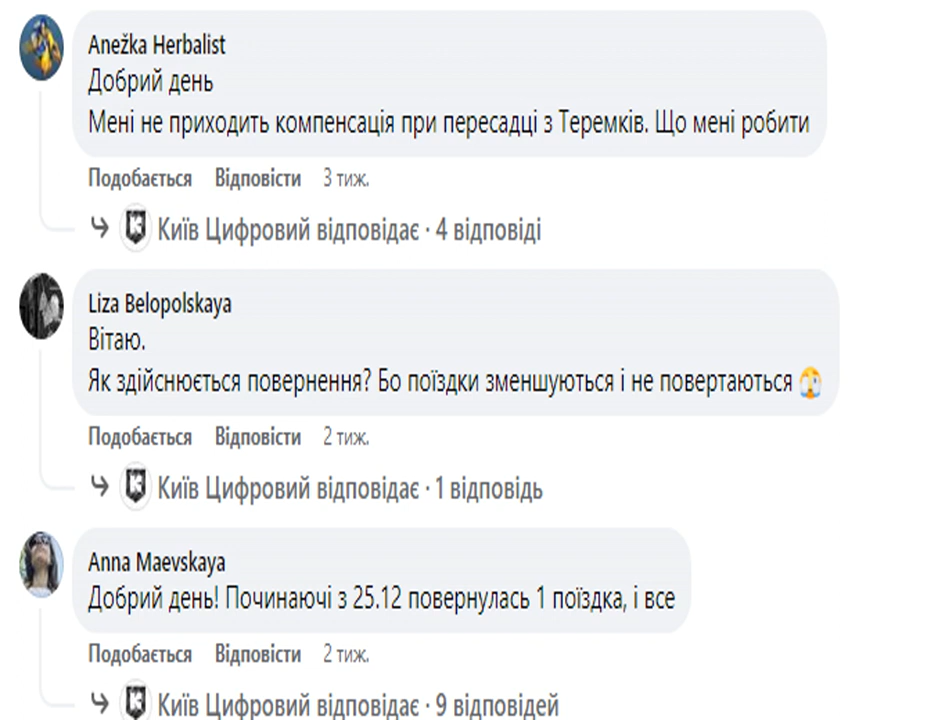 Anežka Herbalist
Добрий день
Мені не приходить компенсація при пересадці з Теремків. Що мені робити
Подобається Відповісти 3 тиж.
Київ Цифровий відповідає · 4 відповіді
Liza Belopolskaya
Вітаю.
Як здійснюється повернення? Бо поїздки зменшуються і не повертаються
Подобається Відповісти 2 тиж.
Київ Цифровий відповідає · 1 відповідь
Anna Maevskaya
Добрий день! Починаючі з 25.12 повернулась 1 поїздка, і все
Подобається Відповісти 2 тиж.
Київ Цифровий відповідає · 9 відповідей